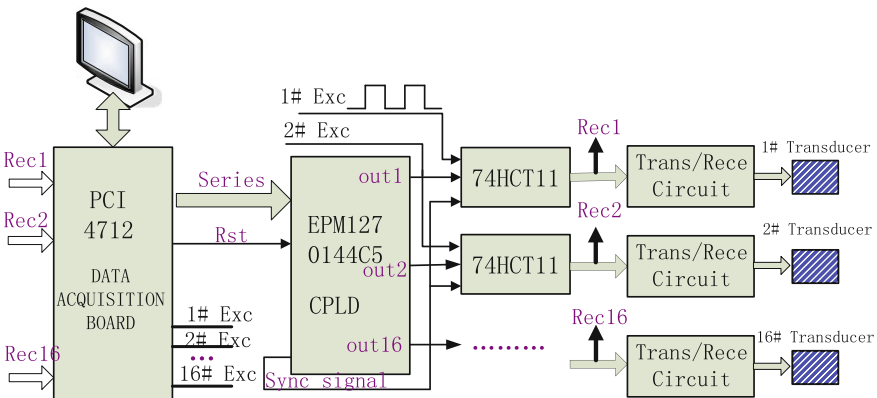 1# Exc
2# Exc
Rec1
Rec2
Rec16
PCI
4712
DATA
ACQUISITION
BOARD
Series
Rst
1# Exc
2# Exc
...
16# Exc
EPM127
0144C5
CPLD
out1
out2
out16
Sync signal
74HCT11
74HCT11
.........
Rec1
Rec2
Rec16
Trans/Rece
Circuit
Trans/Rece
Circuit
Trans/Rece
Circuit
1# Transducer
2# Transducer
16# Transducer